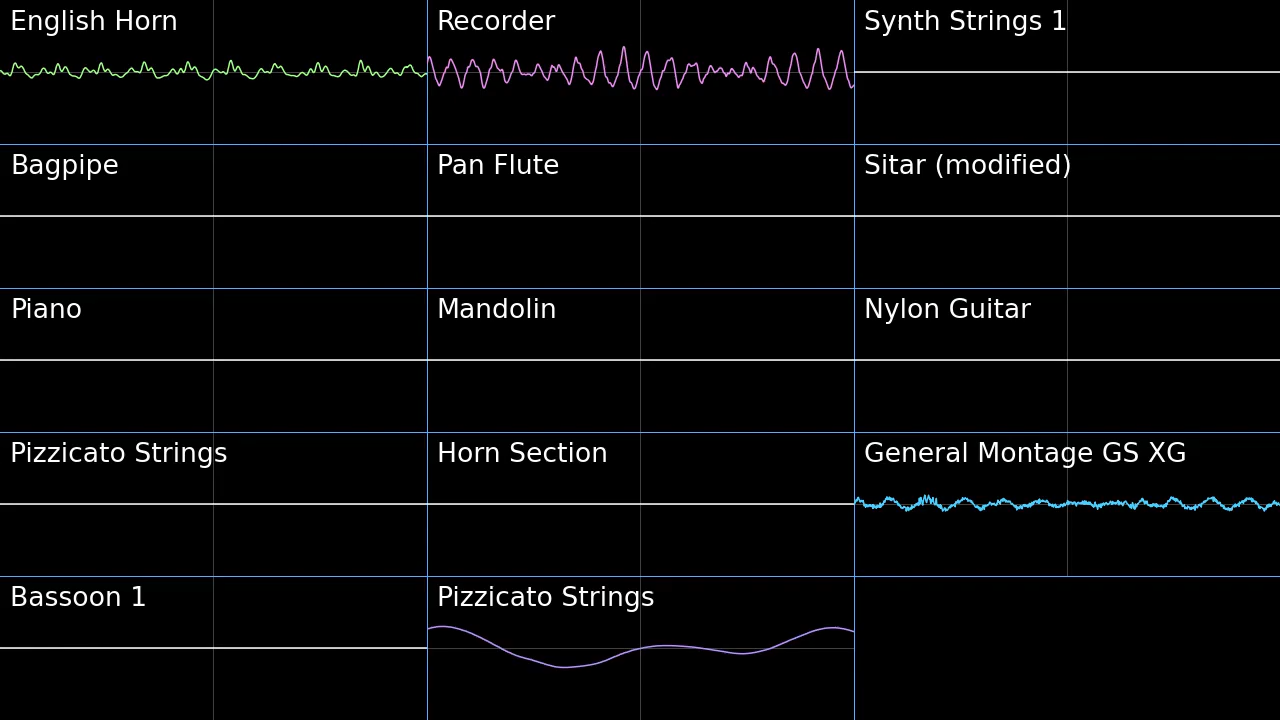 English Horn
Recorder
Synth Strings 1
Bagpipe
Pan Flute
Sitar (modified)
Piano
Mandolin
Nylon Guitar
Pizzicato Strings
Horn Section
General Montage GS XG
Bassoon 1
Pizzicato Strings